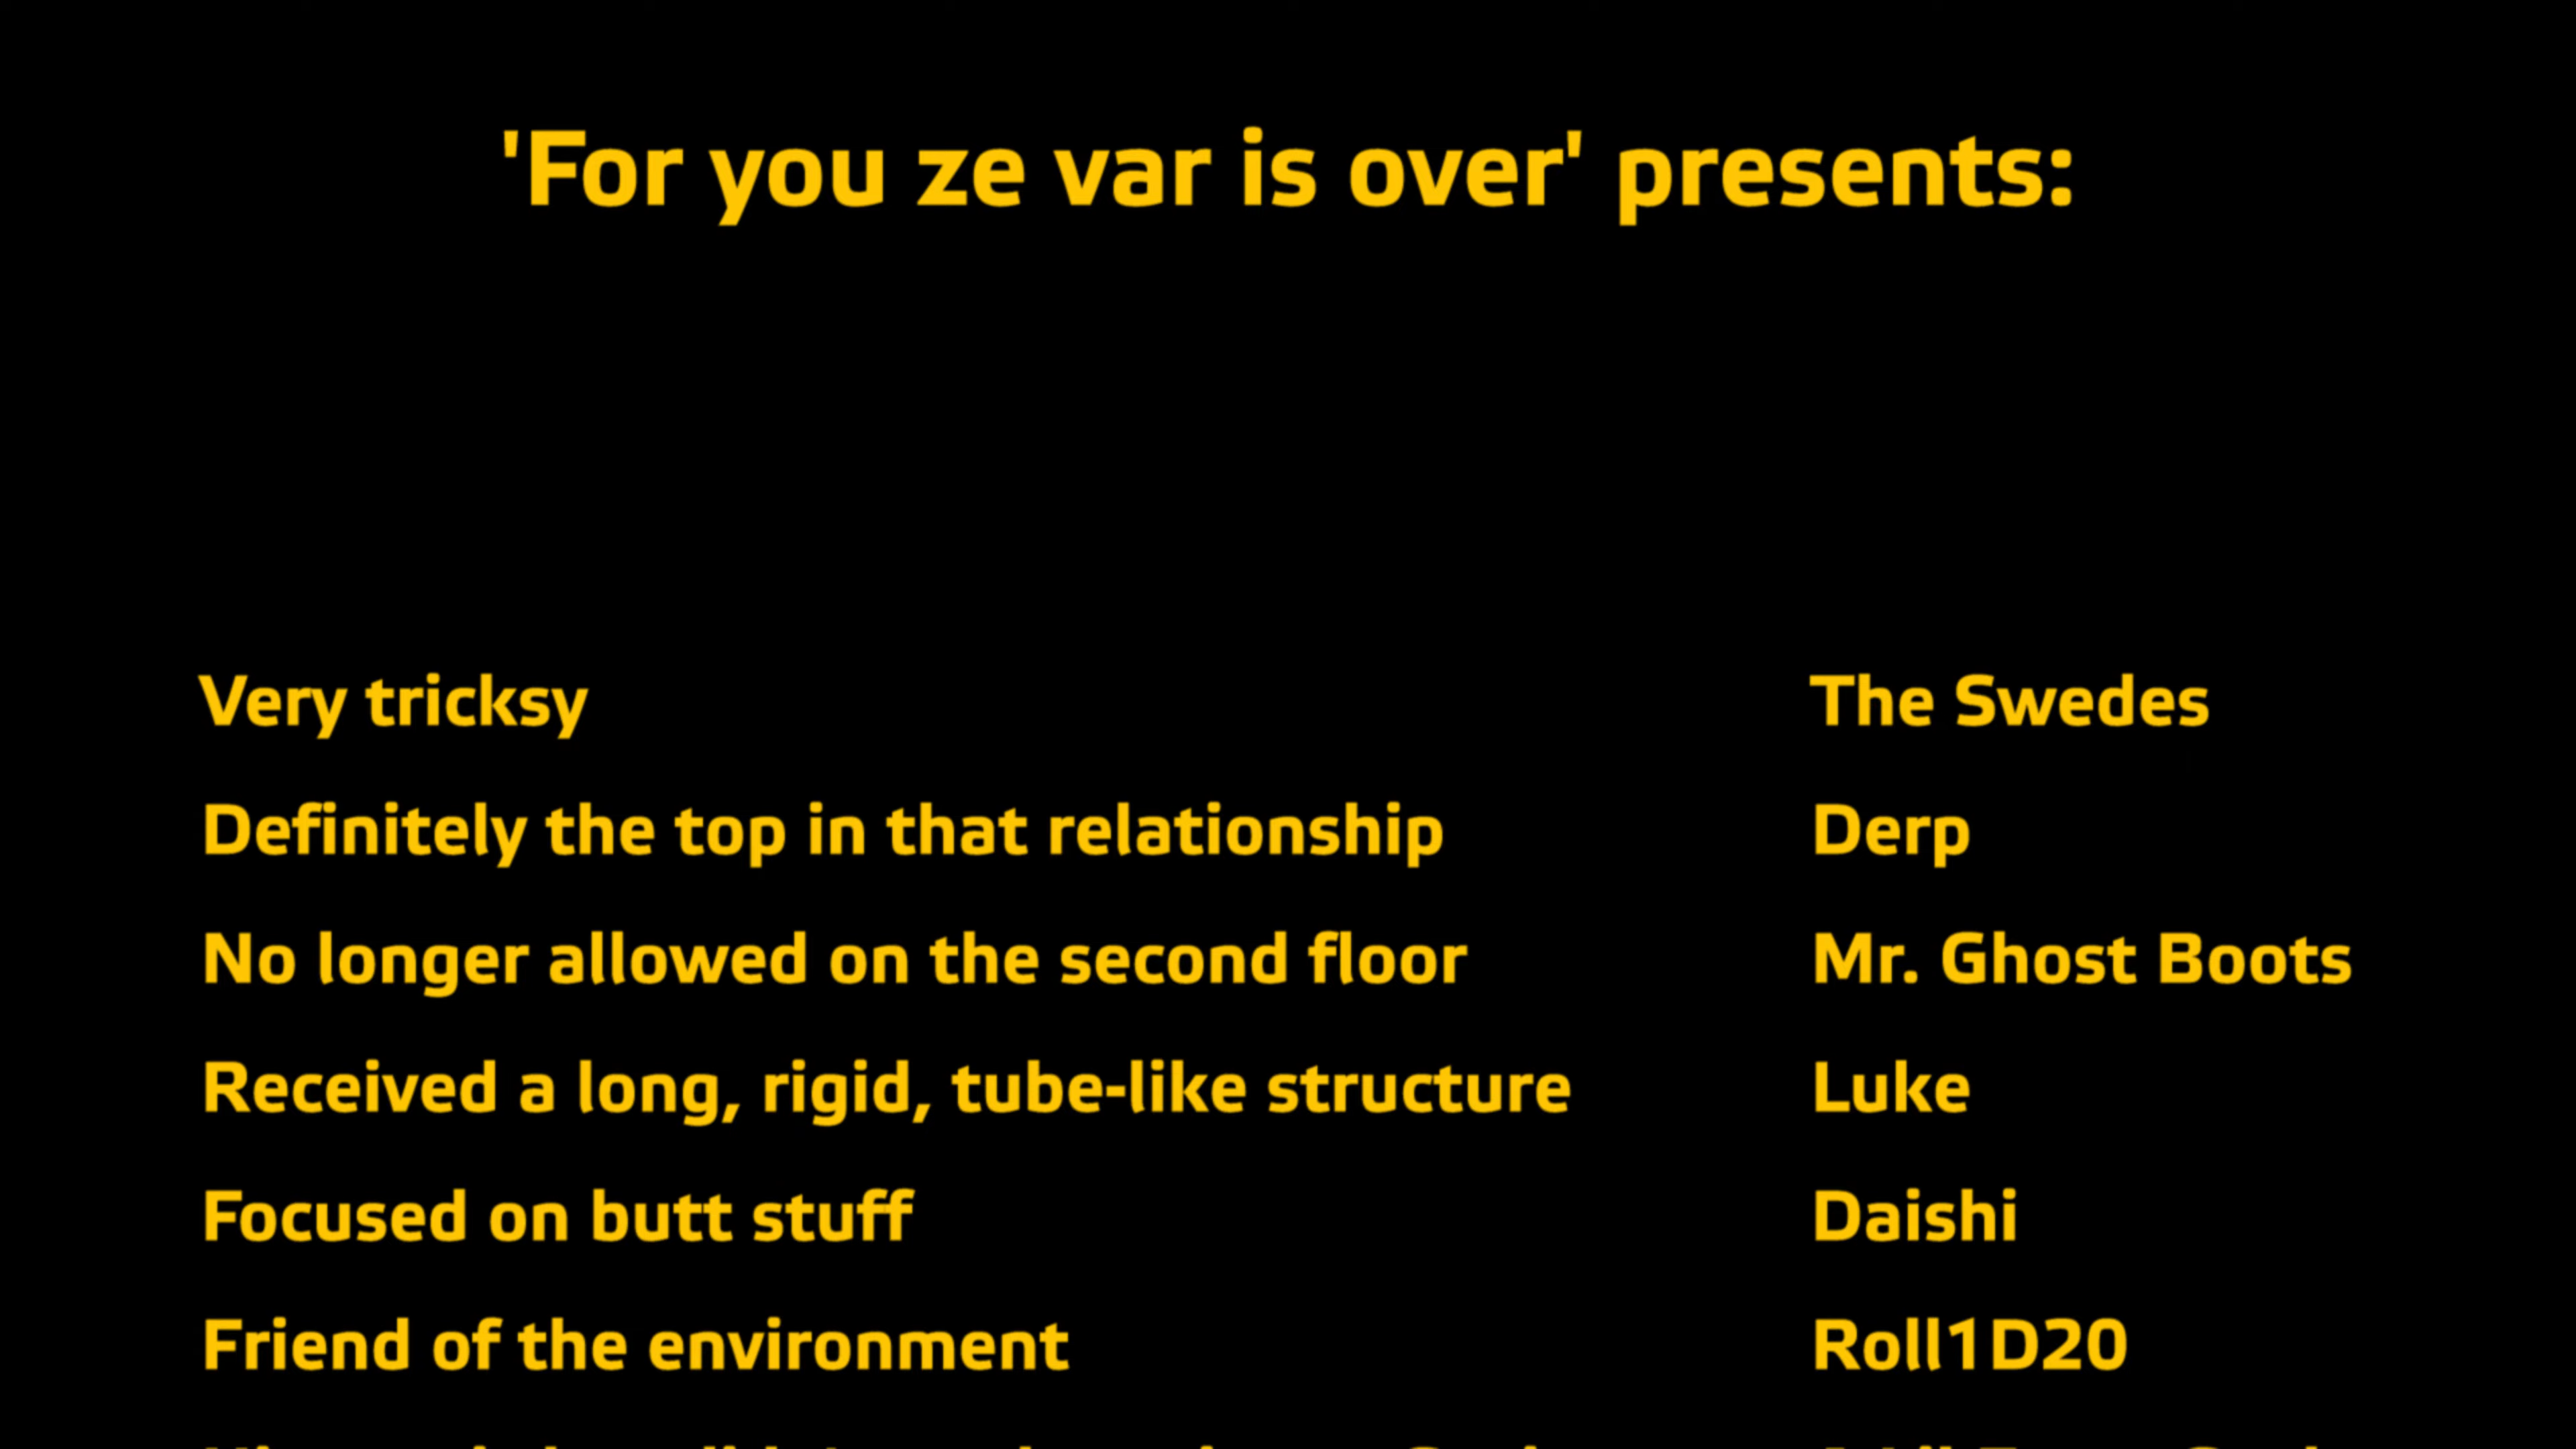 'For you ze var is over' presents:
Very tricksy The Swedes
Definitely the top in that relationship Derp
No longer allowed on the second floor Mr. Ghost Boots
Received a long, rigid, tube-like structure Luke
Focused on butt stuff Daishi
Friend of the environment Roll1D20